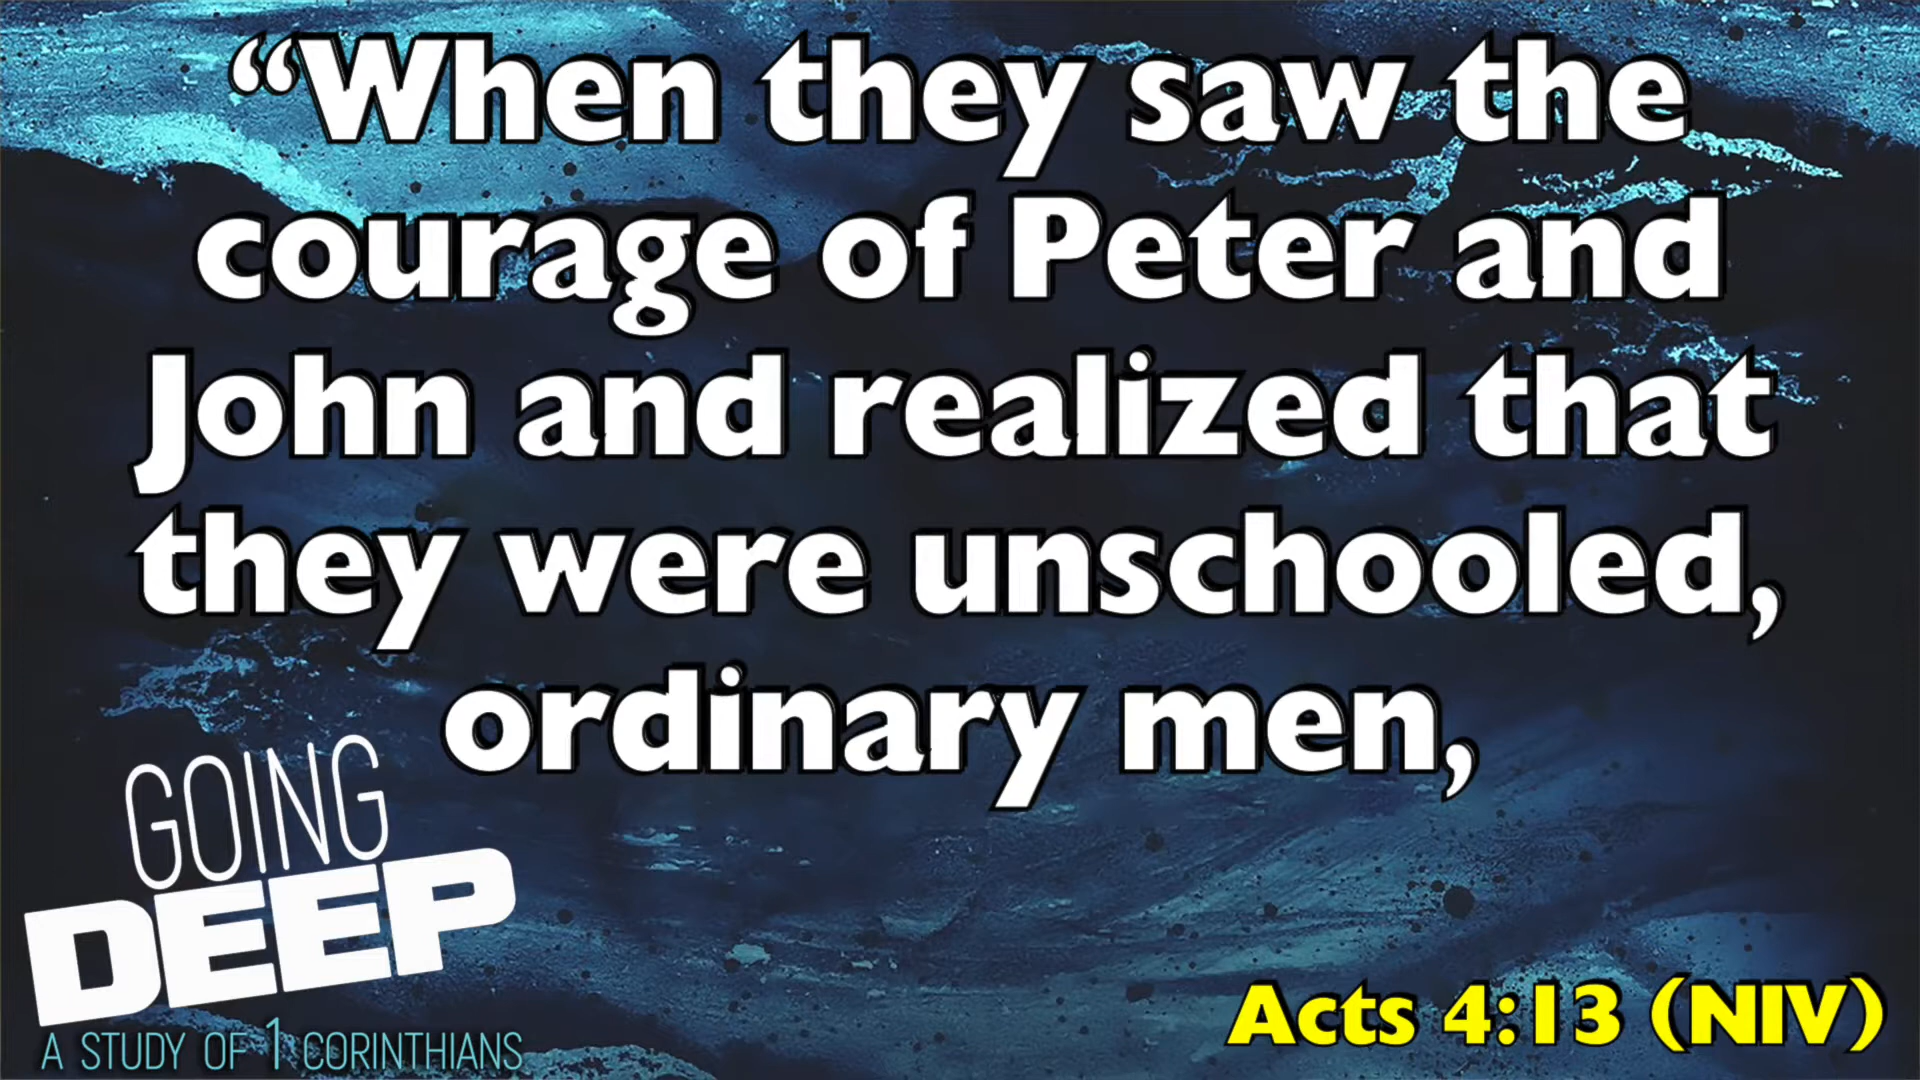 “When they saw the
courage of Peter and
John and realized that
they were unschooled,
ordinary men,
GOING
DEEP
A STUDY OF 1 CORINTHIANS
Acts 4:13 (NIV)